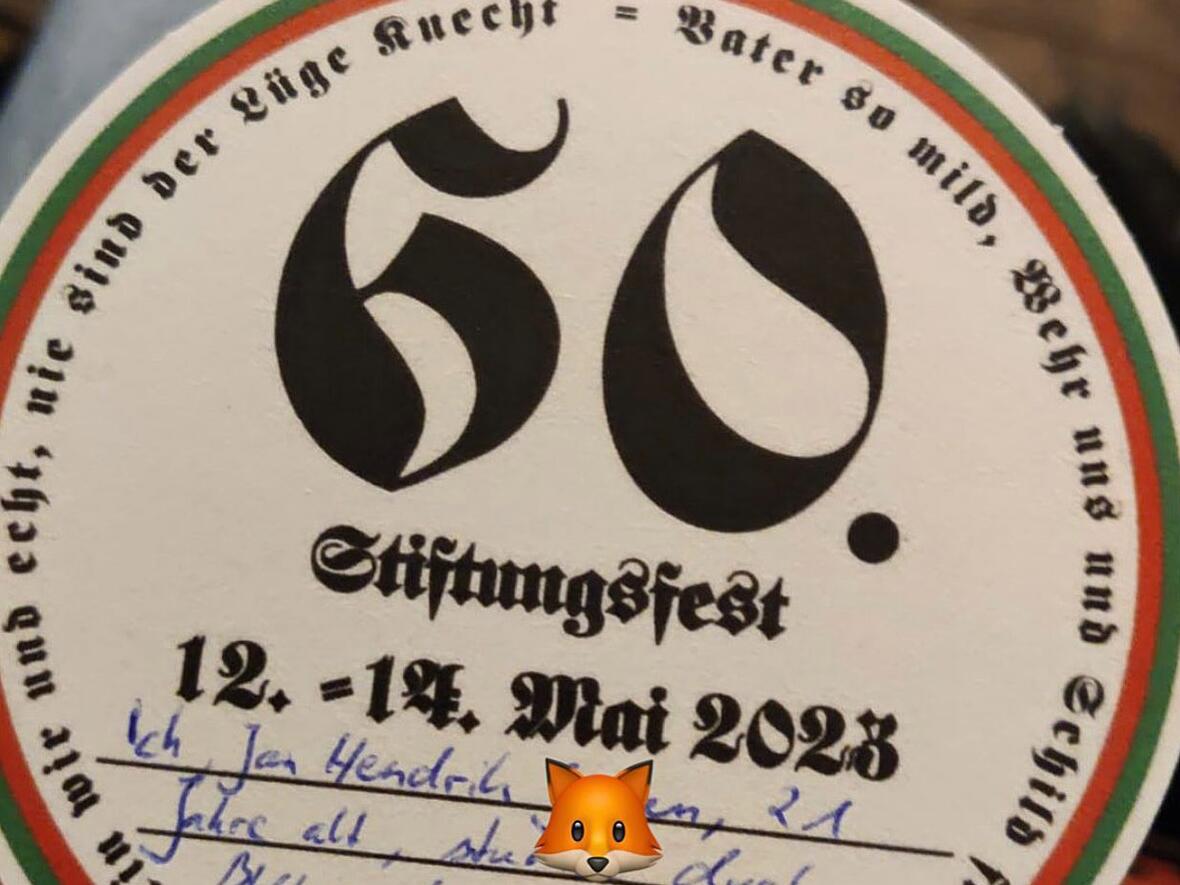 wir und echt, nie sind der Lüge Knecht = Vater so mild, Wehr uns und Schild
60.
Stiftungsfest
12. =14. Mai 2023
Ich, Jan Hendrik en, 21
Jahre alt,